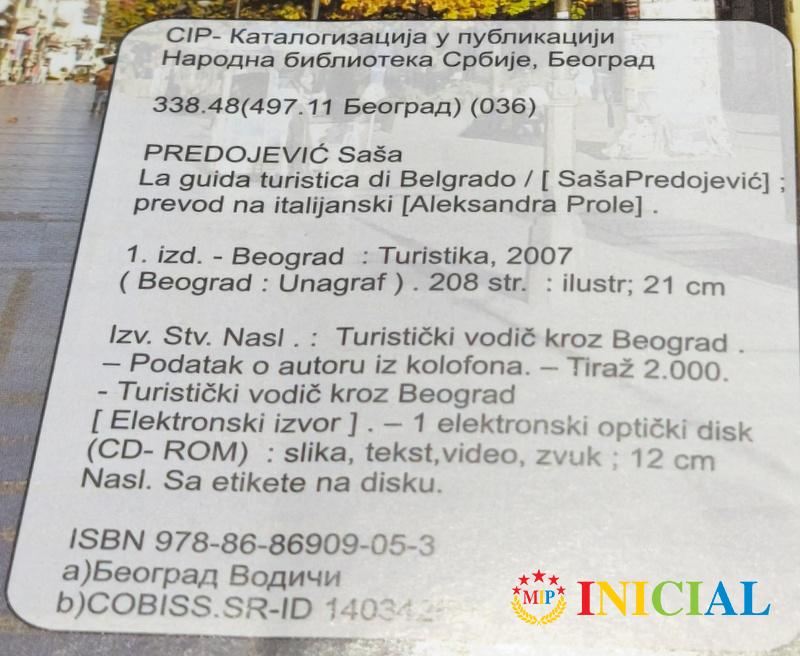 CIP- Каталогизација у публикацији
Народна библиотека Србије, Београд
338.48(497.11 Београд) (036)
PREDOJEVIĆ Saša
La guida turistica di Belgrado / [ SašaPredojević] ;
prevod na italijanski [Aleksandra Prole] .
1. izd. - Beograd : Turistika, 2007
( Beograd : Unagraf ) . 208 str. : ilustr; 21 cm
Izv. Stv. Nasl . : Turistički vodič kroz Beograd .
– Podatak o autoru iz kolofona. – Tiraž 2.000.
- Turistički vodič kroz Beograd
[ Elektronski izvor ] . – 1 elektronski optički disk
(CD- ROM) : slika, tekst,video, zvuk ; 12 cm
Nasl. Sa etikete na disku.
ISBN 978-86-86909-05-3
a)Београд Водичи
b)COBISS.SR-ID
MIP INICIAL